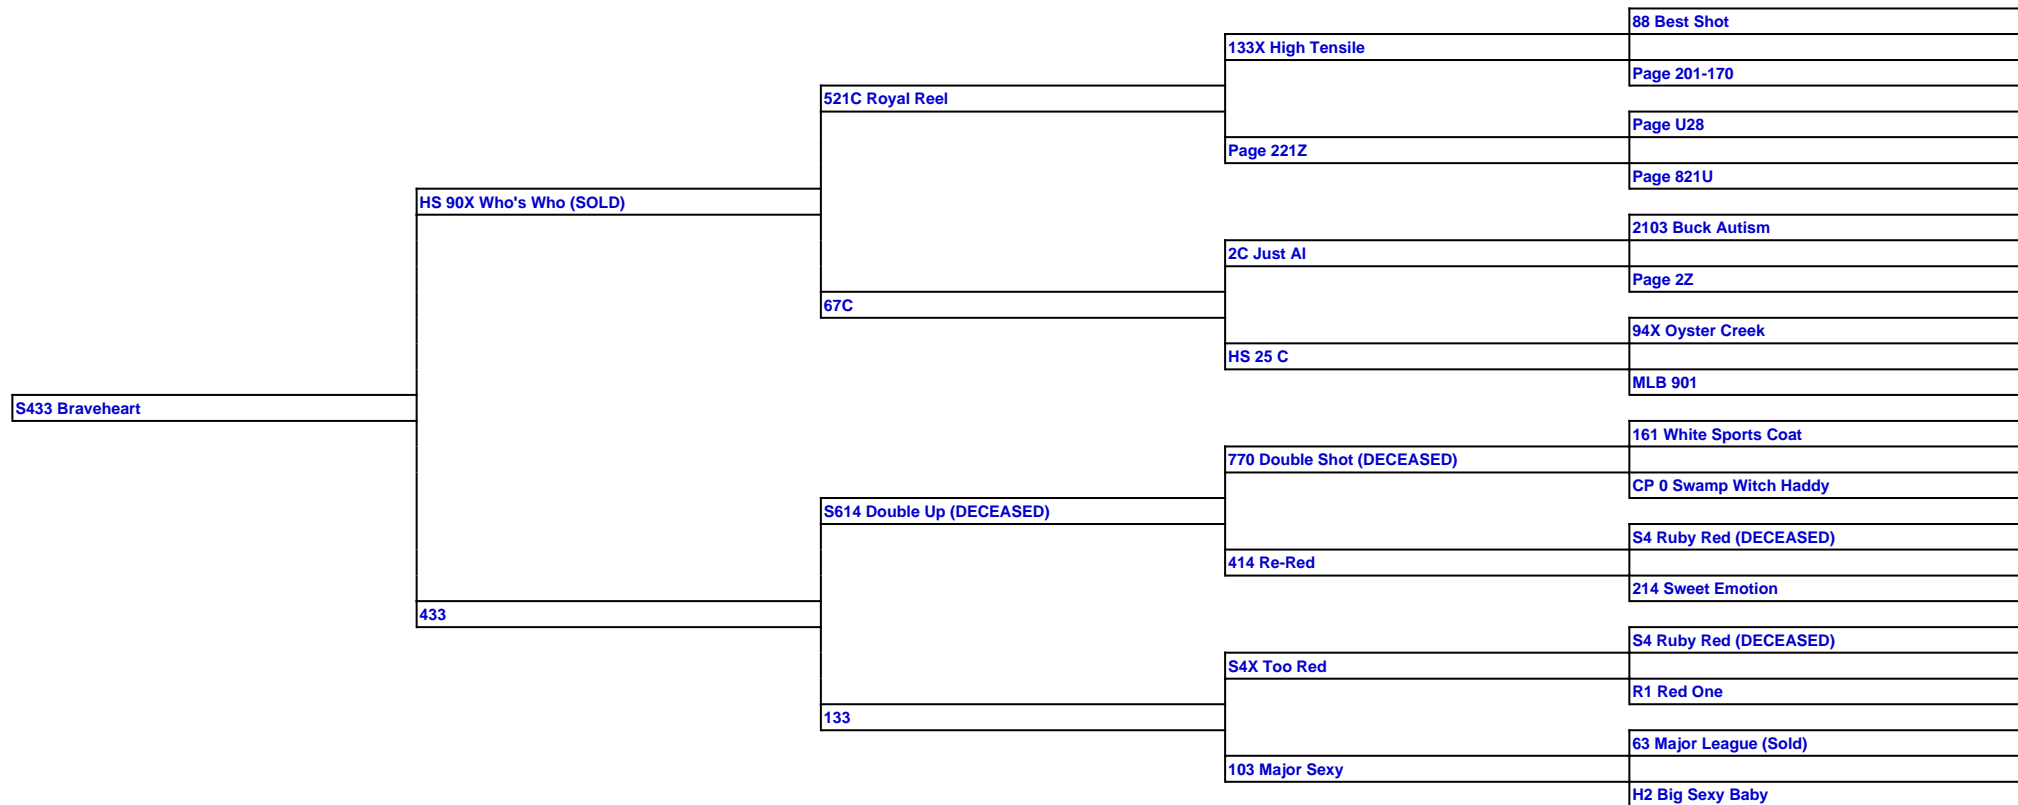 88 Best Shot
133X High Tensile
Page 201-170
521C Royal Reel
Page U28
Page 221Z
Page 821U
HS 90X Who's Who (SOLD)
2103 Buck Autism
2C Just AI
Page 2Z
67C
94X Oyster Creek
HS 25 C
MLB 901
S433 Braveheart
161 White Sports Coat
770 Double Shot (DECEASED)
CP 0 Swamp Witch Haddy
S614 Double Up (DECEASED)
S4 Ruby Red (DECEASED)
414 Re-Red
214 Sweet Emotion
433
S4 Ruby Red (DECEASED)
S4X Too Red
R1 Red One
133
63 Major League (Sold)
103 Major Sexy
H2 Big Sexy Baby